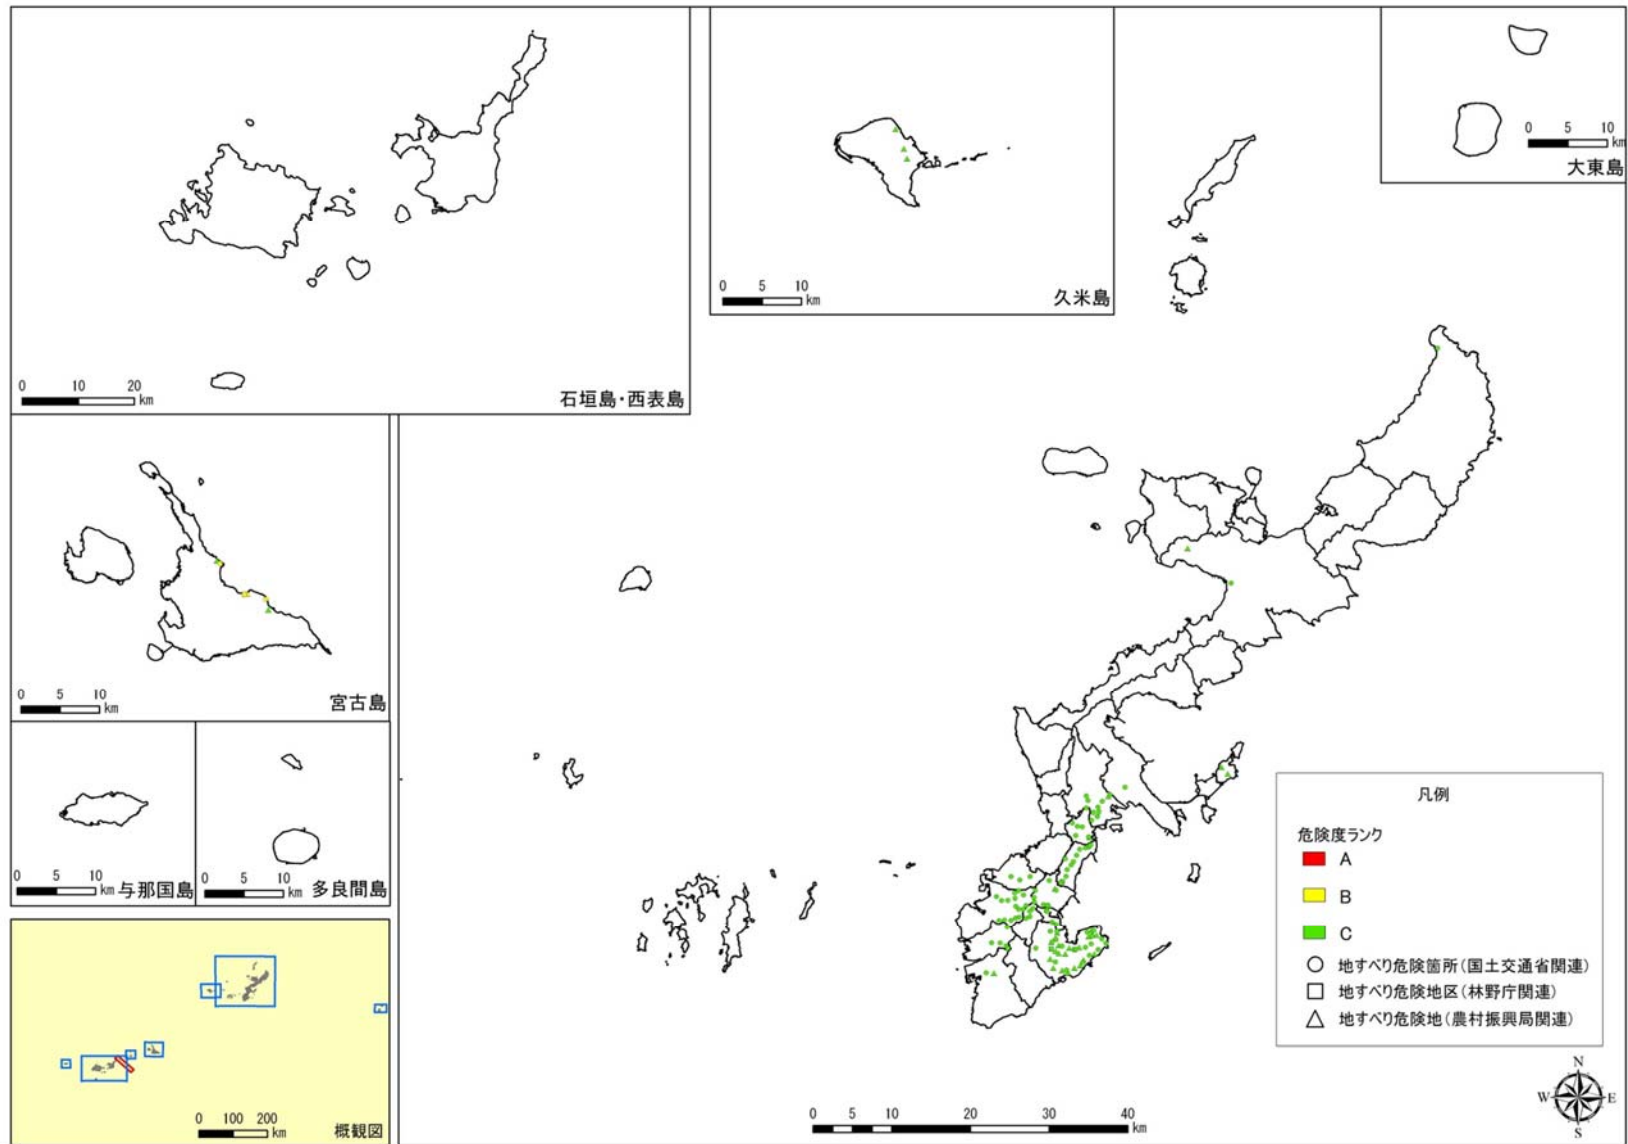 0 10 20 km
石垣島・西表島
0 5 10 km
久米島
0 5 10 km
大東島
0 5 10 km
宮古島
0 5 10 km
与那国島
0 5 10 km
多良間島
0 100 200 km
概観図
凡例
危険度ランク
A
B
C
地すべり危険箇所(国土交通省関連)
地すべり危険地区(林野庁関連)
地すべり危険地(農村振興局関連)
N
W E
S
0 5 10 20 30 40 km